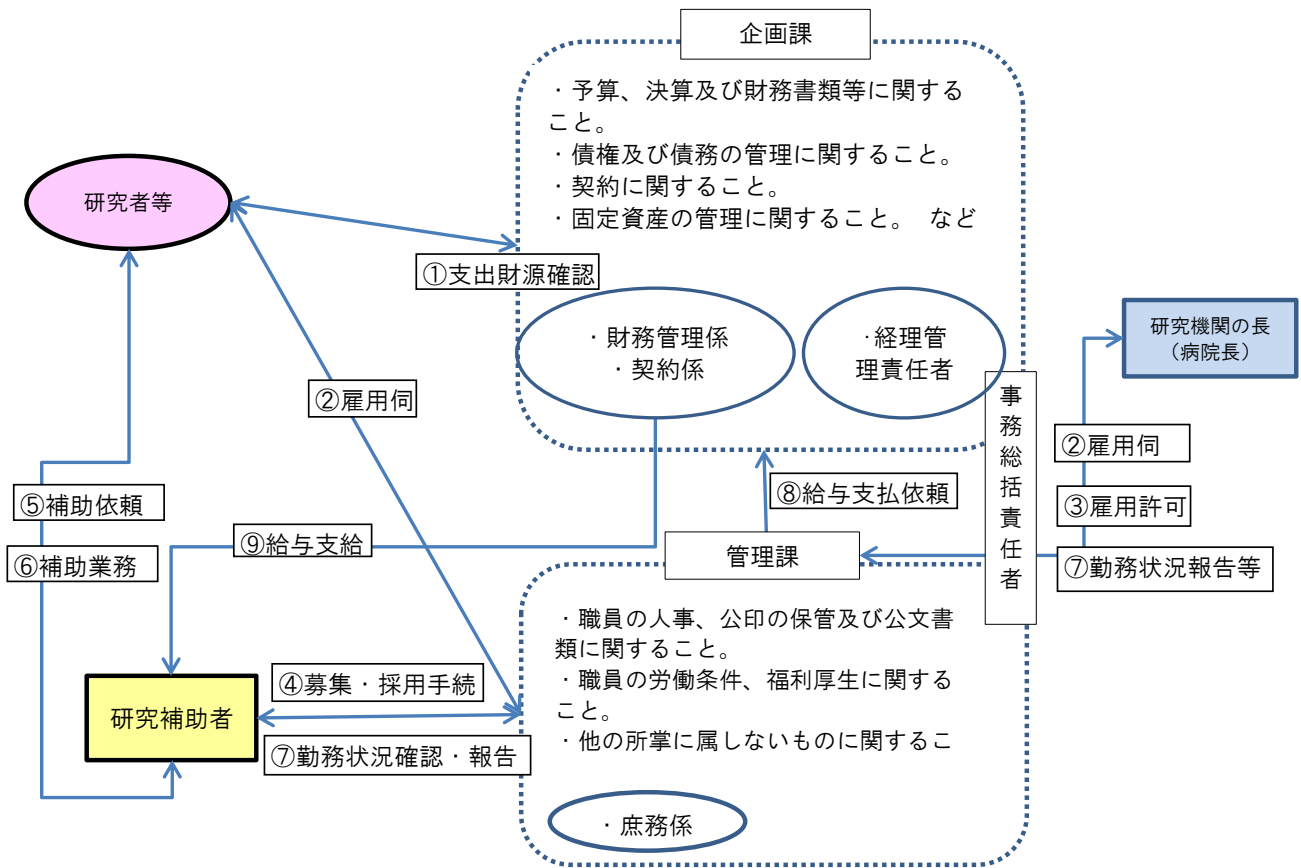 企画課
・予算、決算及び財務書類等に関する
こと。
・債権及び債務の管理に関すること。
・契約に関すること。
・固定資産の管理に関すること。 など
研究者等
①支出財源確認
・財務管理係
・契約係
・経理管
理責任者
研究機関の長
（病院長）
事務総括責任者
②雇用伺
②雇用伺
③雇用許可
⑦勤務状況報告等
⑤補助依頼
⑥補助業務
⑧給与支払依頼
⑨給与支給
管理課
・職員の人事、公印の保管及び公文書
類に関すること。
・職員の労働条件、福利厚生に関する
こと。
・他の所掌に属しないものに関するこ
④募集・採用手続
研究補助者
⑦勤務状況確認・報告
・庶務係